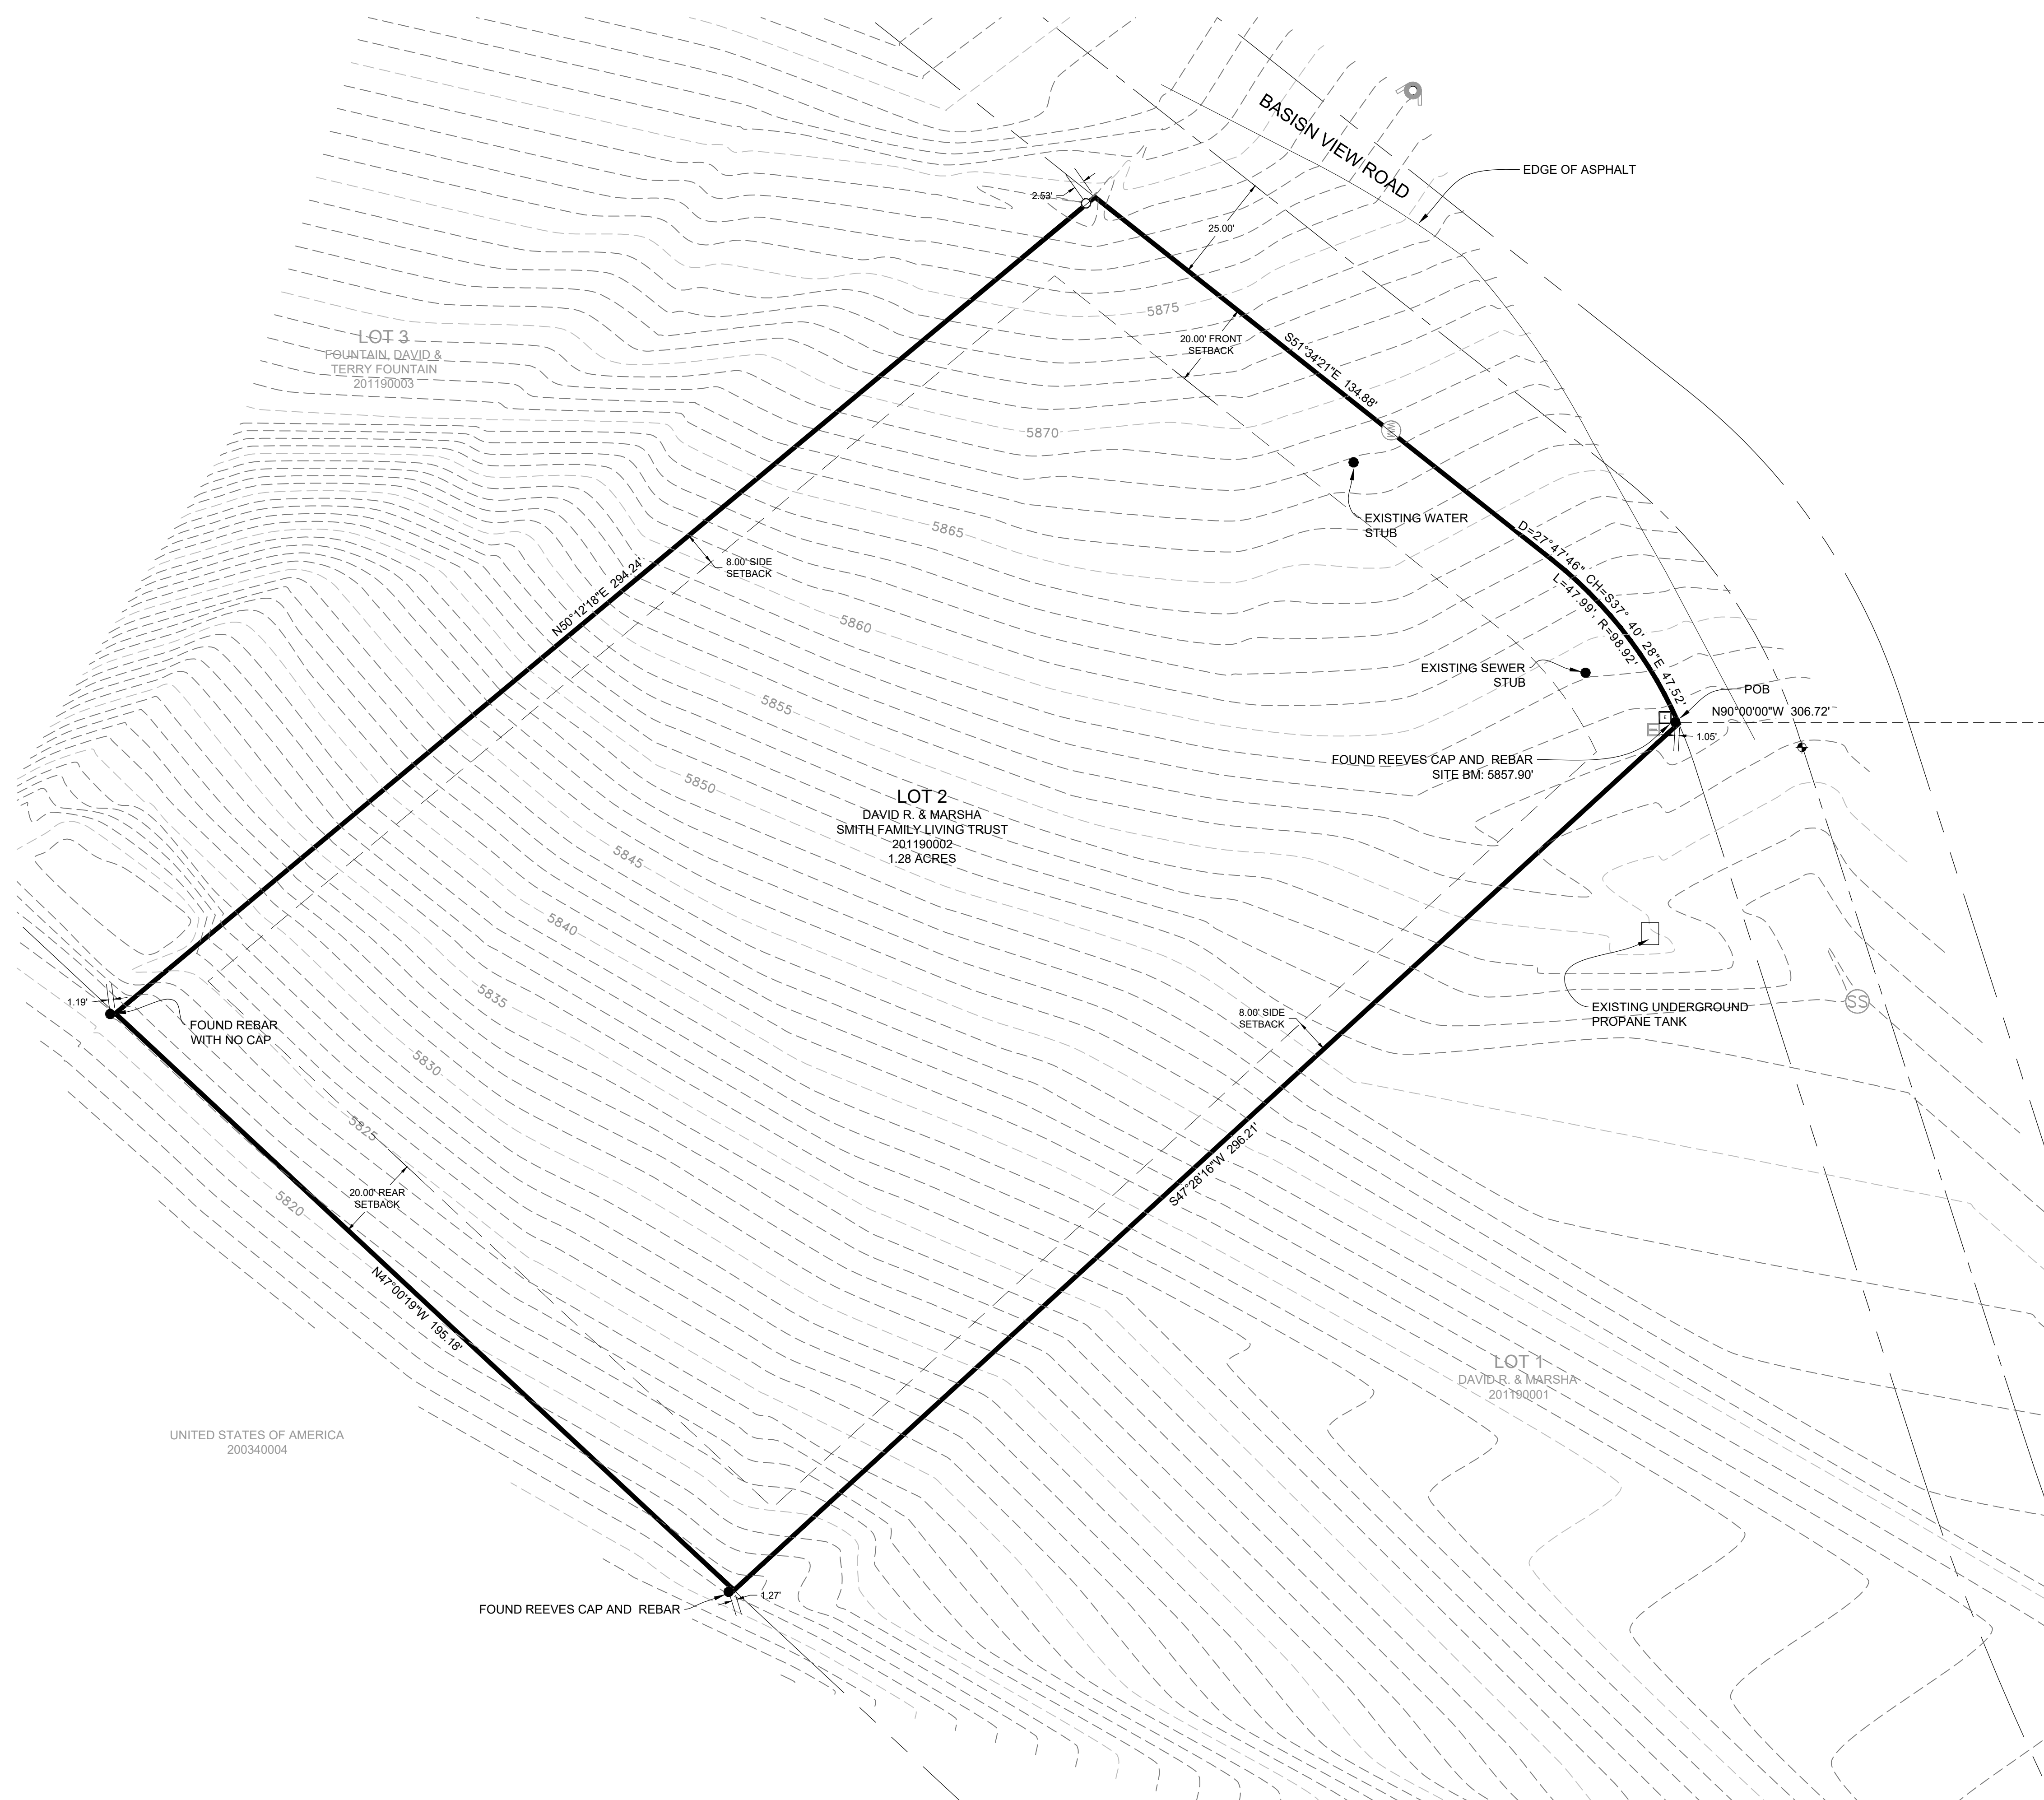 BASISN VIEW ROAD
EDGE OF ASPHALT
2.53'
25.00'
5875
20.00' FRONT
SETBACK
S51°34'21"E 134.88'
LOT 3
FOUNTAIN, DAVID &
TERRY FOUNTAIN
201190003
5870
WM
EXISTING WATER
STUB
5865
8.00' SIDE
SETBACK
N50°12'18"E 294.24'
D=27°47'46" CH=S37° 40' 28"E 47.52'
L=47.99', R=98.92'
5860
EXISTING SEWER
STUB
POB
N90°00'00"W 306.72'
5855
E
1.05'
FOUND REEVES CAP AND REBAR
SITE BM: 5857.90'
5850
LOT 2
DAVID R. & MARSHA
SMITH FAMILY LIVING TRUST
201190002
1.28 ACRES
5845
5840
5835
1.19'
FOUND REBAR
WITH NO CAP
8.00' SIDE
SETBACK
EXISTING UNDERGROUND
PROPANE TANK
SS
5830
5825
S47°28'16"W 296.21'
20.00' REAR
SETBACK
5820
N47°00'19"W 195.18'
LOT 1
DAVID R. & MARSHA
201190001
UNITED STATES OF AMERICA
200340004
1.27'
FOUND REEVES CAP AND REBAR